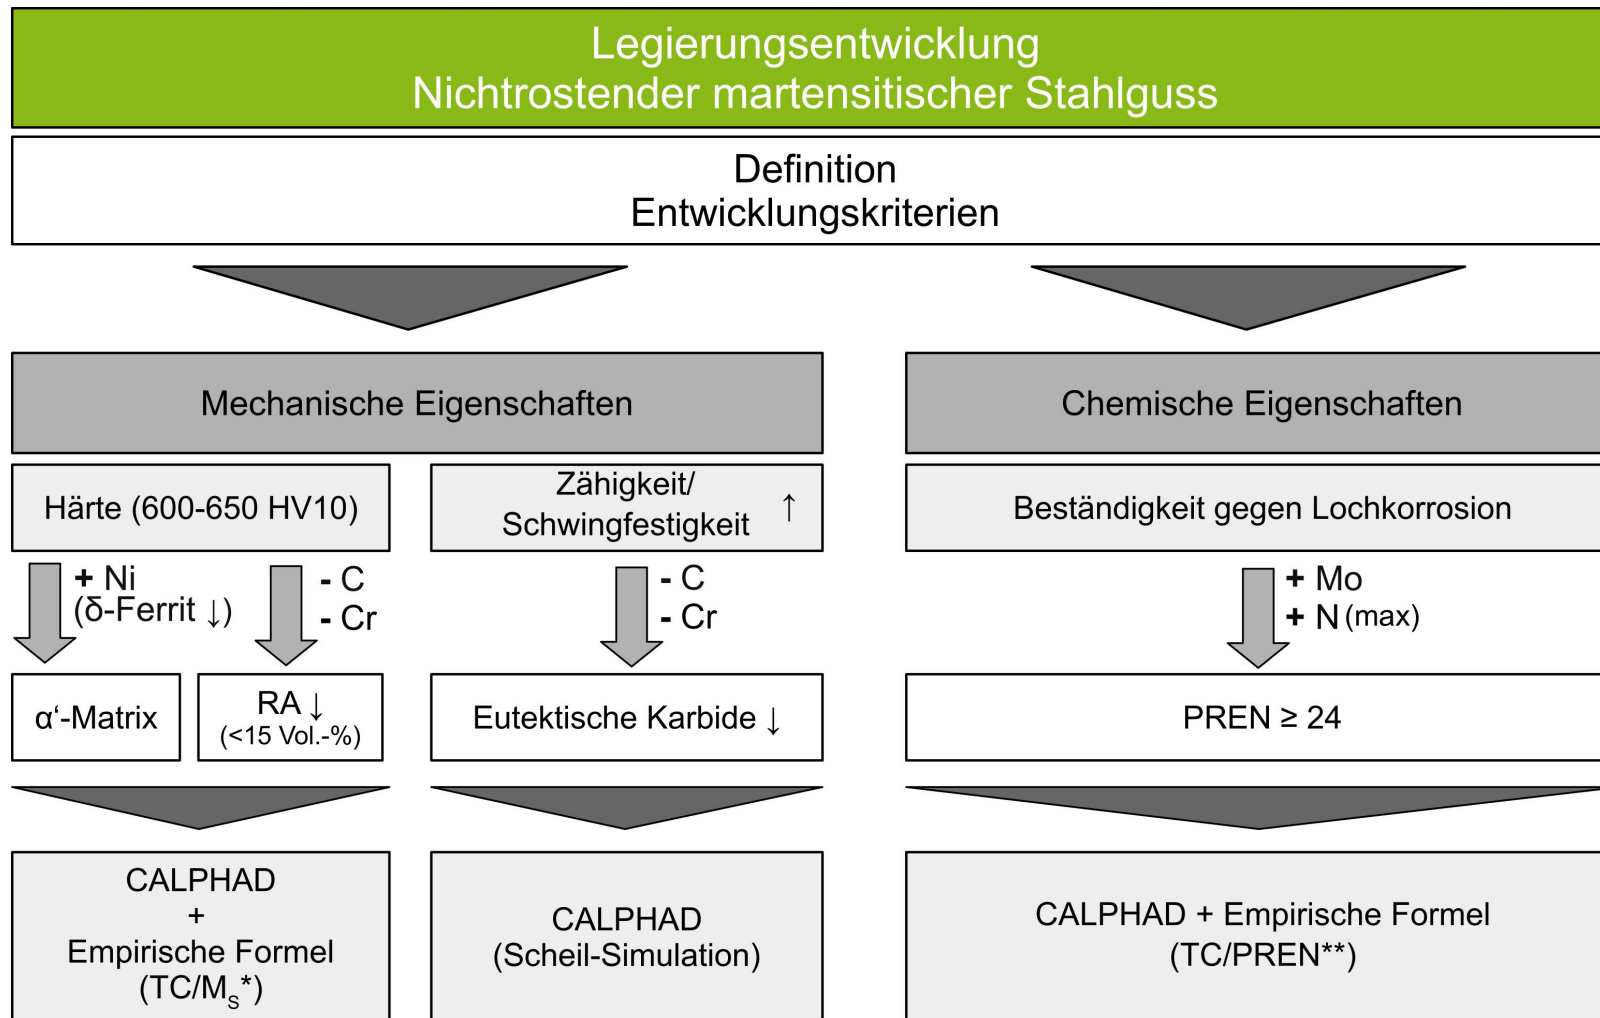 Legierungsentwicklung
Nichtrostender martensitischer Stahlguss
Definition
Entwicklungskriterien
Mechanische Eigenschaften
Chemische Eigenschaften
Härte (600-650 HV10)
Zähigkeit/
Schwingfestigkeit ↑
Beständigkeit gegen Lochkorrosion
+ Ni
(δ-Ferrit ↓)
- C
- Cr
- C
- Cr
+ Mo
+ N (max)
α‘-Matrix
RA ↓
(<15 Vol.-%)
Eutektische Karbide ↓
PREN ≥ 24
CALPHAD
+
Empirische Formel
(TC/MS*)
CALPHAD
(Scheil-Simulation)
CALPHAD + Empirische Formel
(TC/PREN**)